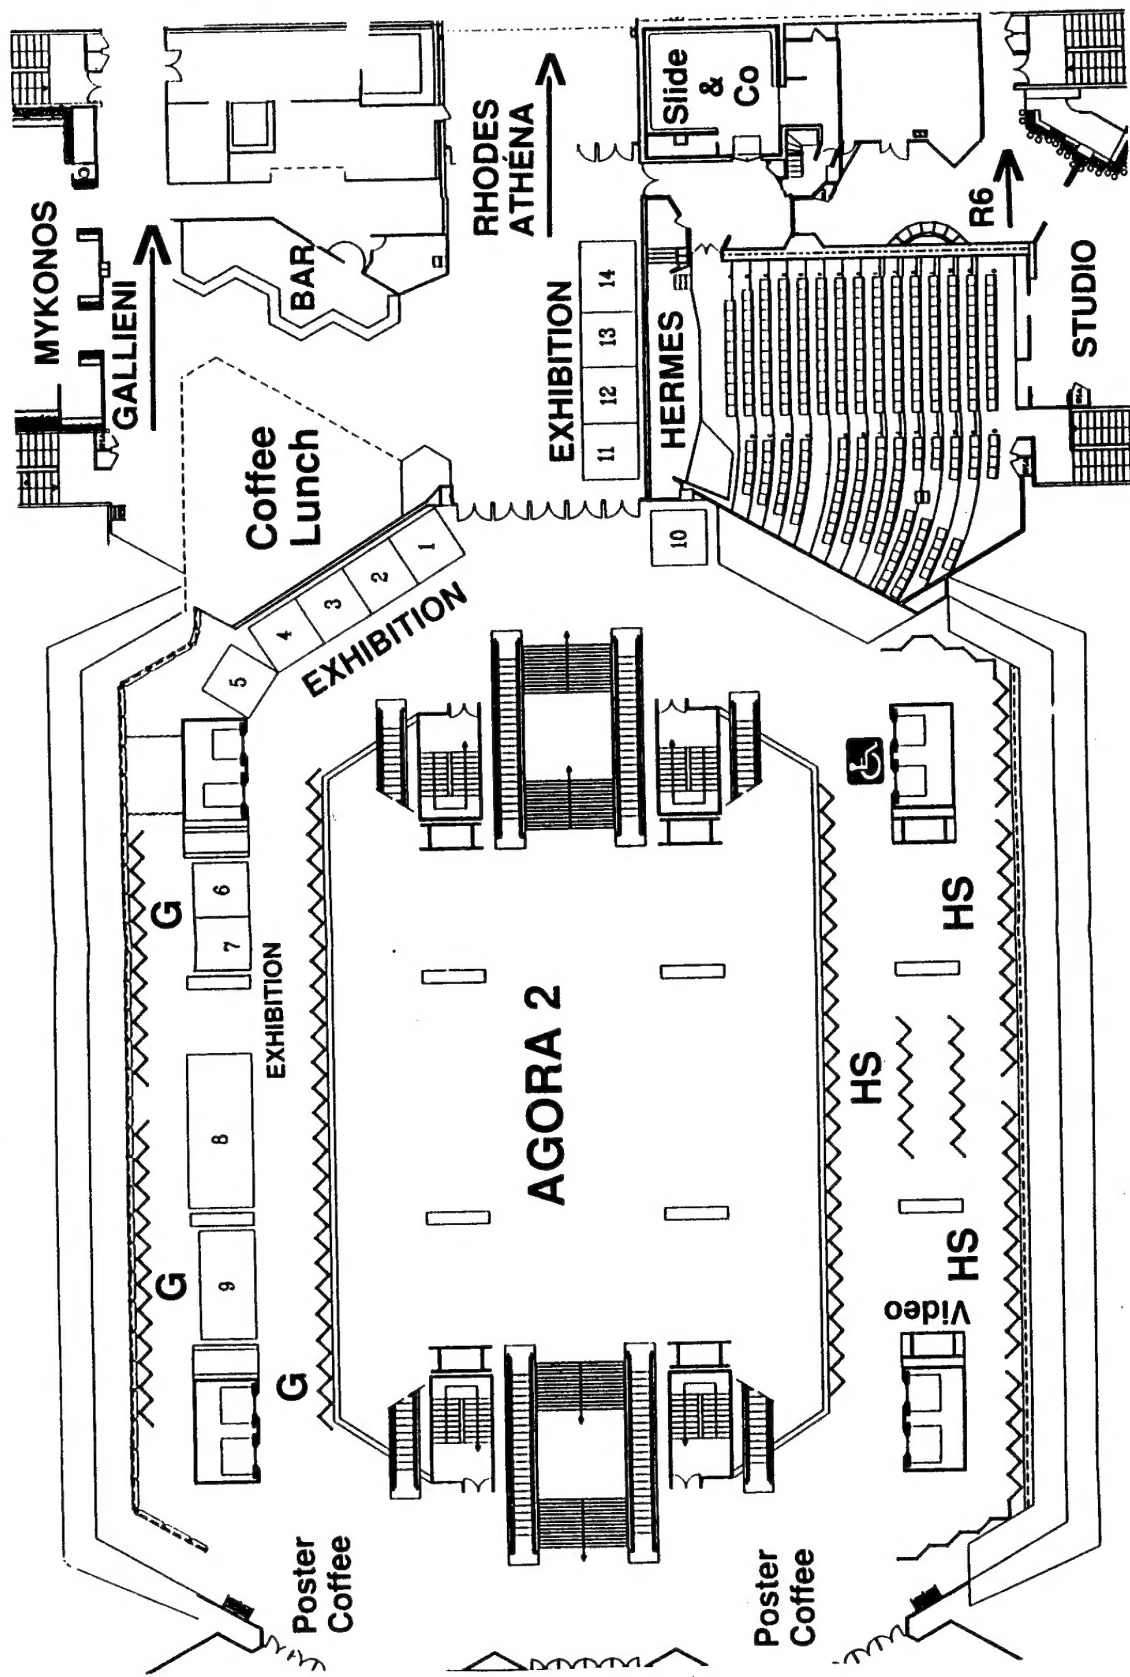 MYKONOS
GALLIENI
BAR
RHODES
ATHÉNA
Slide
&
Co
R6
STUDIO
HERMES
EXHIBITION
11
12
13
14
10
Coffee
Lunch
1
2
3
4
5
EXHIBITION
G
6
7
EXHIBITION
8
G
9
G
AGORA 2
HS
HS
HS
Video
Poster
Coffee
Poster
Coffee